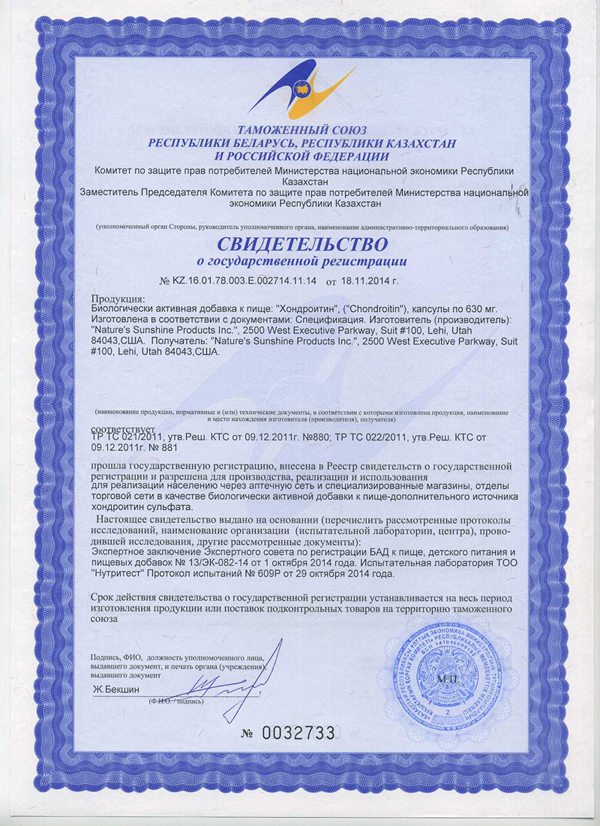 ТАМОЖЕННЫЙ СОЮЗ
РЕСПУБЛИКИ БЕЛАРУСЬ, РЕСПУБЛИКИ КАЗАХСТАН
И РОССИЙСКОЙ ФЕДЕРАЦИИ
Комитет по защите прав потребителей Министерства национальной экономики Республики
Казахстан
Заместитель Председателя Комитета по защите прав потребителей Министерства национальной
экономики Республики Казахстан
(уполномоченный орган Стороны, руководитель уполномоченного органа, наименование административно-территориального образования)
СВИДЕТЕЛЬСТВО
о государственной регистрации
№ KZ.16.01.78.003.E.002714.11.14 от 18.11.2014 г.
Продукция:
Биологически активная добавка к пище: "Хондроитин", ("Chondroitin"), капсулы по 630 мг.
Изготовлена в соответствии с документами: Спецификация. Изготовитель (производитель):
"Nature's Sunshine Products Inc.", 2500 West Executive Parkway, Suit #100, Lehi, Utah
84043,США. Получатель: "Nature's Sunshine Products Inc.", 2500 West Executive Parkway, Suit
#100, Lehi, Utah 84043,США.
(наименование продукции, нормативные и (или) технические документы, в соответствии с которыми изготовлена продукция, наименование
и место нахождения изготовителя (производителя), получателя)
соответствует
ТР ТС 021/2011, утв.Реш. КТС от 09.12.2011г. №880; ТР ТС 022/2011, утв.Реш. КТС от
09.12.2011г. № 881
прошла государственную регистрацию, внесена в Реестр свидетельств о государственной
регистрации и разрешена для производства, реализации и использования
для реализации населению через аптечную сеть и специализированные магазины, отделы
торговой сети в качестве биологически активной добавки к пище-дополнительного источника
хондроитин сульфата.
Настоящее свидетельство выдано на основании (перечислить рассмотренные протоколы
исследований, наименование организации (испытательной лаборатории, центра), прово-
дившей исследования, другие рассмотренные документы):
Экспертное заключение Экспертного совета по регистрации БАД к пище, детского питания и
пищевых добавок № 13/ЭК-082-14 от 1 октября 2014 года. Испытательная лаборатория ТОО
"Нутритест" Протокол испытаний № 609Р от 29 октября 2014 года.
Срок действия свидетельства о государственной регистрации устанавливается на весь период
изготовления продукции или поставок подконтрольных товаров на территорию таможенного
союза
Подпись, ФИО, должность уполномоченного лица,
выдавшего документ, и печать органа (учреждения),
выдавшего документ
Ж.Бекшин
(Ф.И.О. / подпись)
М.П.
2
№ 0032733